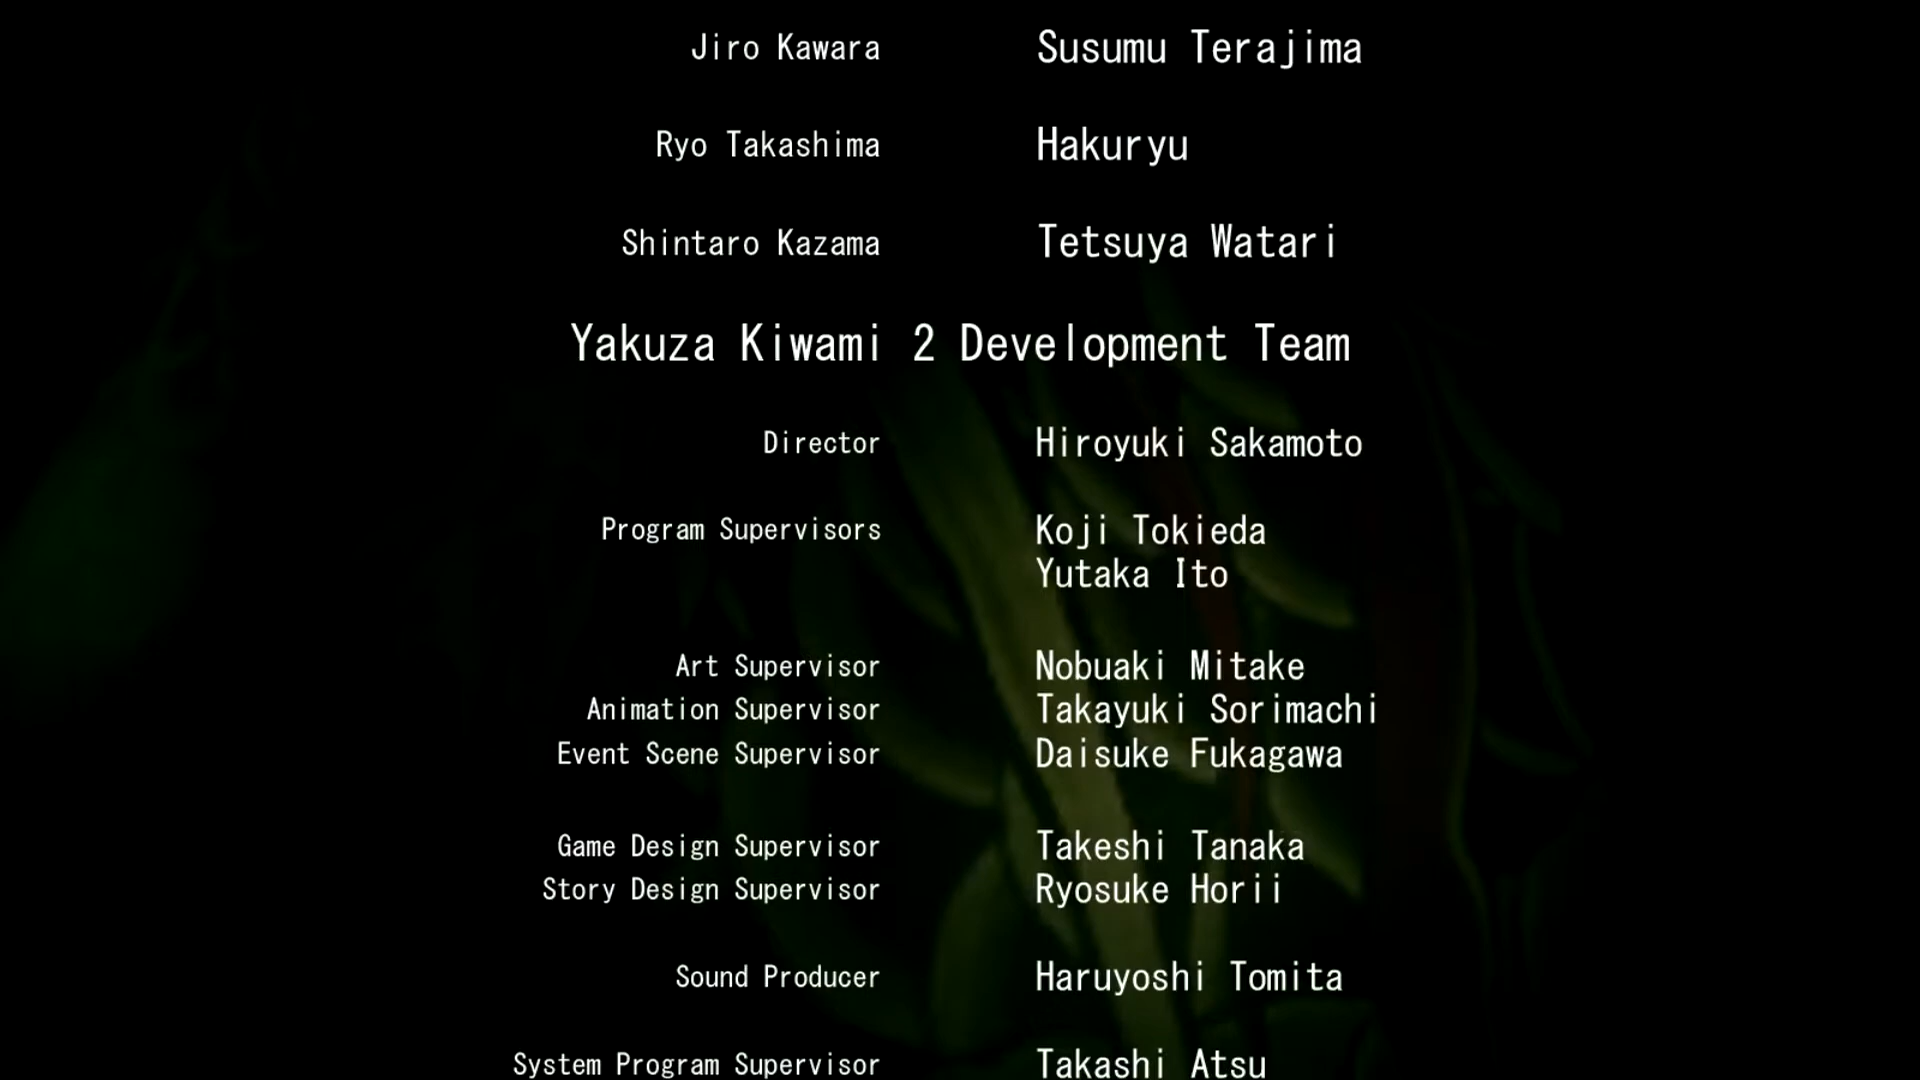 Jiro Kawara Susumu Terajima
Ryo Takashima Hakuryu
Shintaro Kazama Tetsuya Watari
Yakuza Kiwami 2 Development Team
Director Hiroyuki Sakamoto
Program Supervisors Koji Tokieda
Yutaka Ito
Art Supervisor Nobuaki Mitake
Animation Supervisor Takayuki Sorimachi
Event Scene Supervisor Daisuke Fukagawa
Game Design Supervisor Takeshi Tanaka
Story Design Supervisor Ryosuke Horii
Sound Producer Haruyoshi Tomita
System Program Supervisor Takashi Atsu